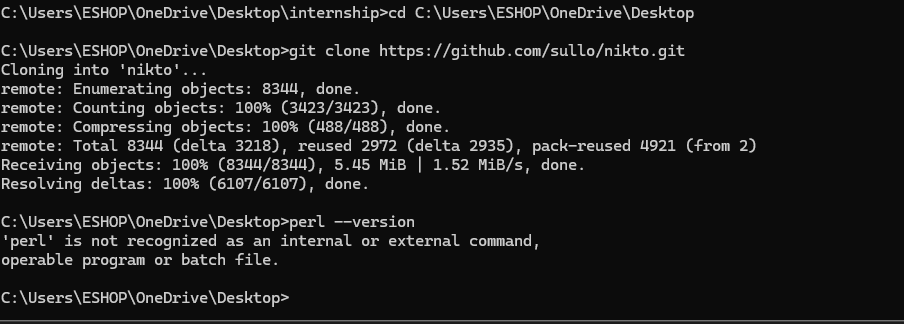 C:\Users\ESHOP\OneDrive\Desktop\internship>cd C:\Users\ESHOP\OneDrive\Desktop
C:\Users\ESHOP\OneDrive\Desktop>git clone https://github.com/sullo/nikto.git
Cloning into 'nikto'...
remote: Enumerating objects: 8344, done.
remote: Counting objects: 100% (3423/3423), done.
remote: Compressing objects: 100% (488/488), done.
remote: Total 8344 (delta 3218), reused 2972 (delta 2935), pack-reused 4921 (from 2)
Receiving objects: 100% (8344/8344), 5.45 MiB | 1.52 MiB/s, done.
Resolving deltas: 100% (6107/6107), done.
C:\Users\ESHOP\OneDrive\Desktop>perl --version
'perl' is not recognized as an internal or external command,
operable program or batch file.
C:\Users\ESHOP\OneDrive\Desktop>